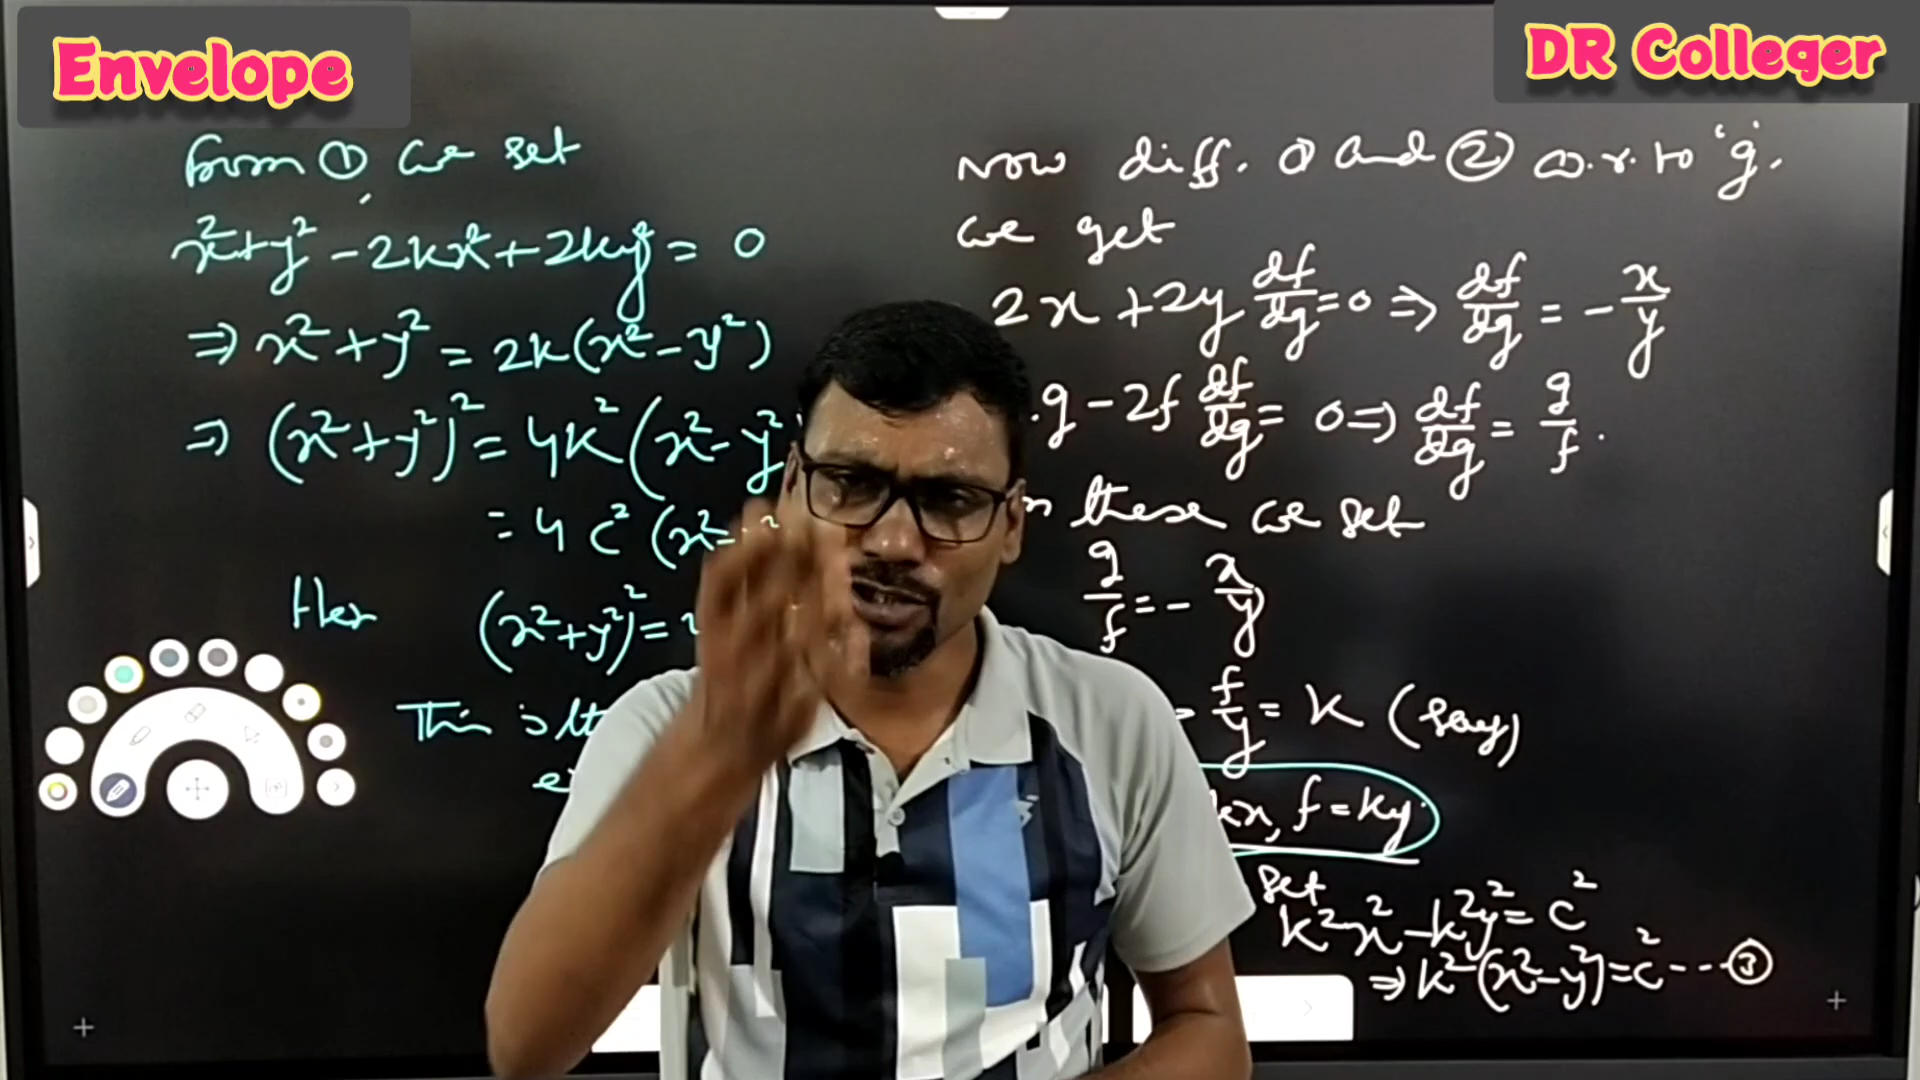 Envelope
DR Colleger
from ① we get
x²+y² - 2kx²+2ky² = 0
⇒ x²+y² = 2k(x²-y²)
⇒ (x²+y²)² = 4k²(x²-y²
= 4c²(x²-
(x²+y²)² =
This is
Now diff. ① and ② w.r. to 'g',
we get
2x+2y df/dg=0 ⇒ df/dg = -x/y
g-2f df/dg = 0 ⇒ df/dg = g/f.
these we get
g/f = - x/y
f/y = k (say)
kx, f=ky.
get
k²x²-k²y²= c²
⇒ k²(x²-y²)=c² --- ③